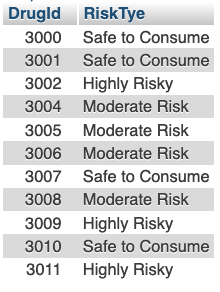 DrugId RiskTye
3000 Safe to Consume
3001 Safe to Consume
3002 Highly Risky
3004 Moderate Risk
3005 Moderate Risk
3006 Moderate Risk
3007 Safe to Consume
3008 Moderate Risk
3009 Highly Risky
3010 Safe to Consume
3011 Highly Risky